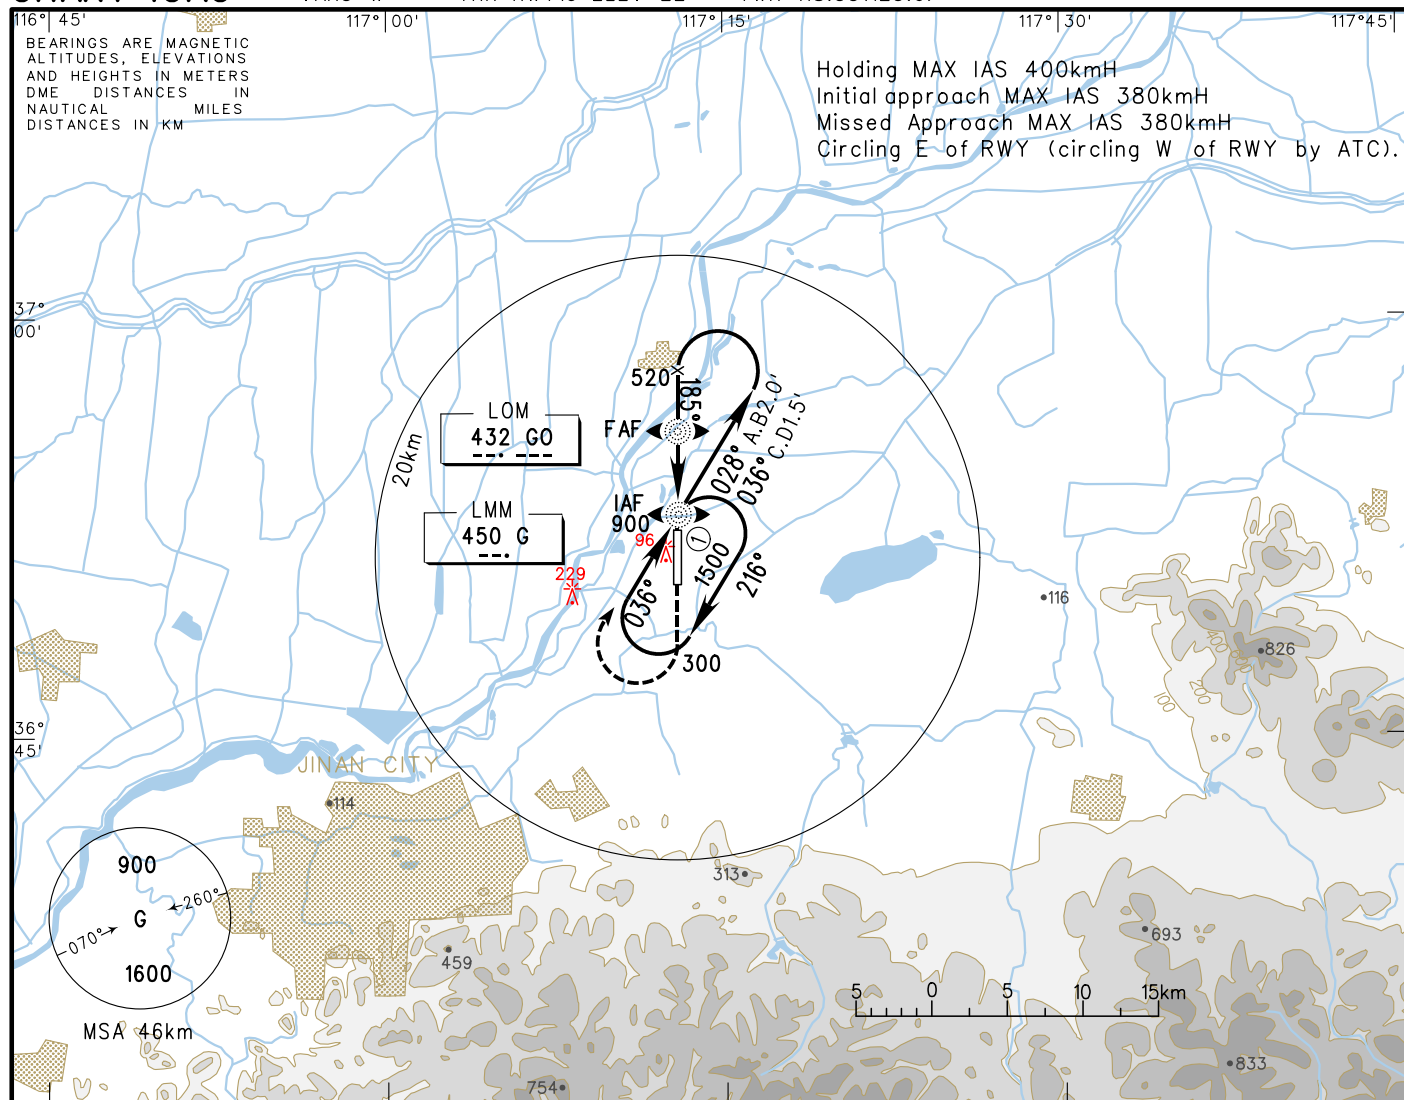 116° 45'
117° 00'
117° 15'
117° 30'
117° 45'
BEARINGS ARE MAGNETIC
ALTITUDES, ELEVATIONS
AND HEIGHTS IN METERS
DME DISTANCES IN
NAUTICAL MILES
DISTANCES IN KM
Holding MAX IAS 400kmH
Initial approach MAX IAS 380kmH
Missed Approach MAX IAS 380kmH
Circling E of RWY (circling W of RWY by ATC).
37°
00'
520
185°
A.B2.0'
C.D1.5'
LOM
432 GO
FAF
20km
028°
036°
LMM
450 G
IAF
900
96
1
1500
216°
229
036°
116
300
826
400
200
100
36°
45'
JINAN CITY
114
900
260°
G
070°
1600
MSA 46km
313
459
693
5 0 5 10 15km
754
833